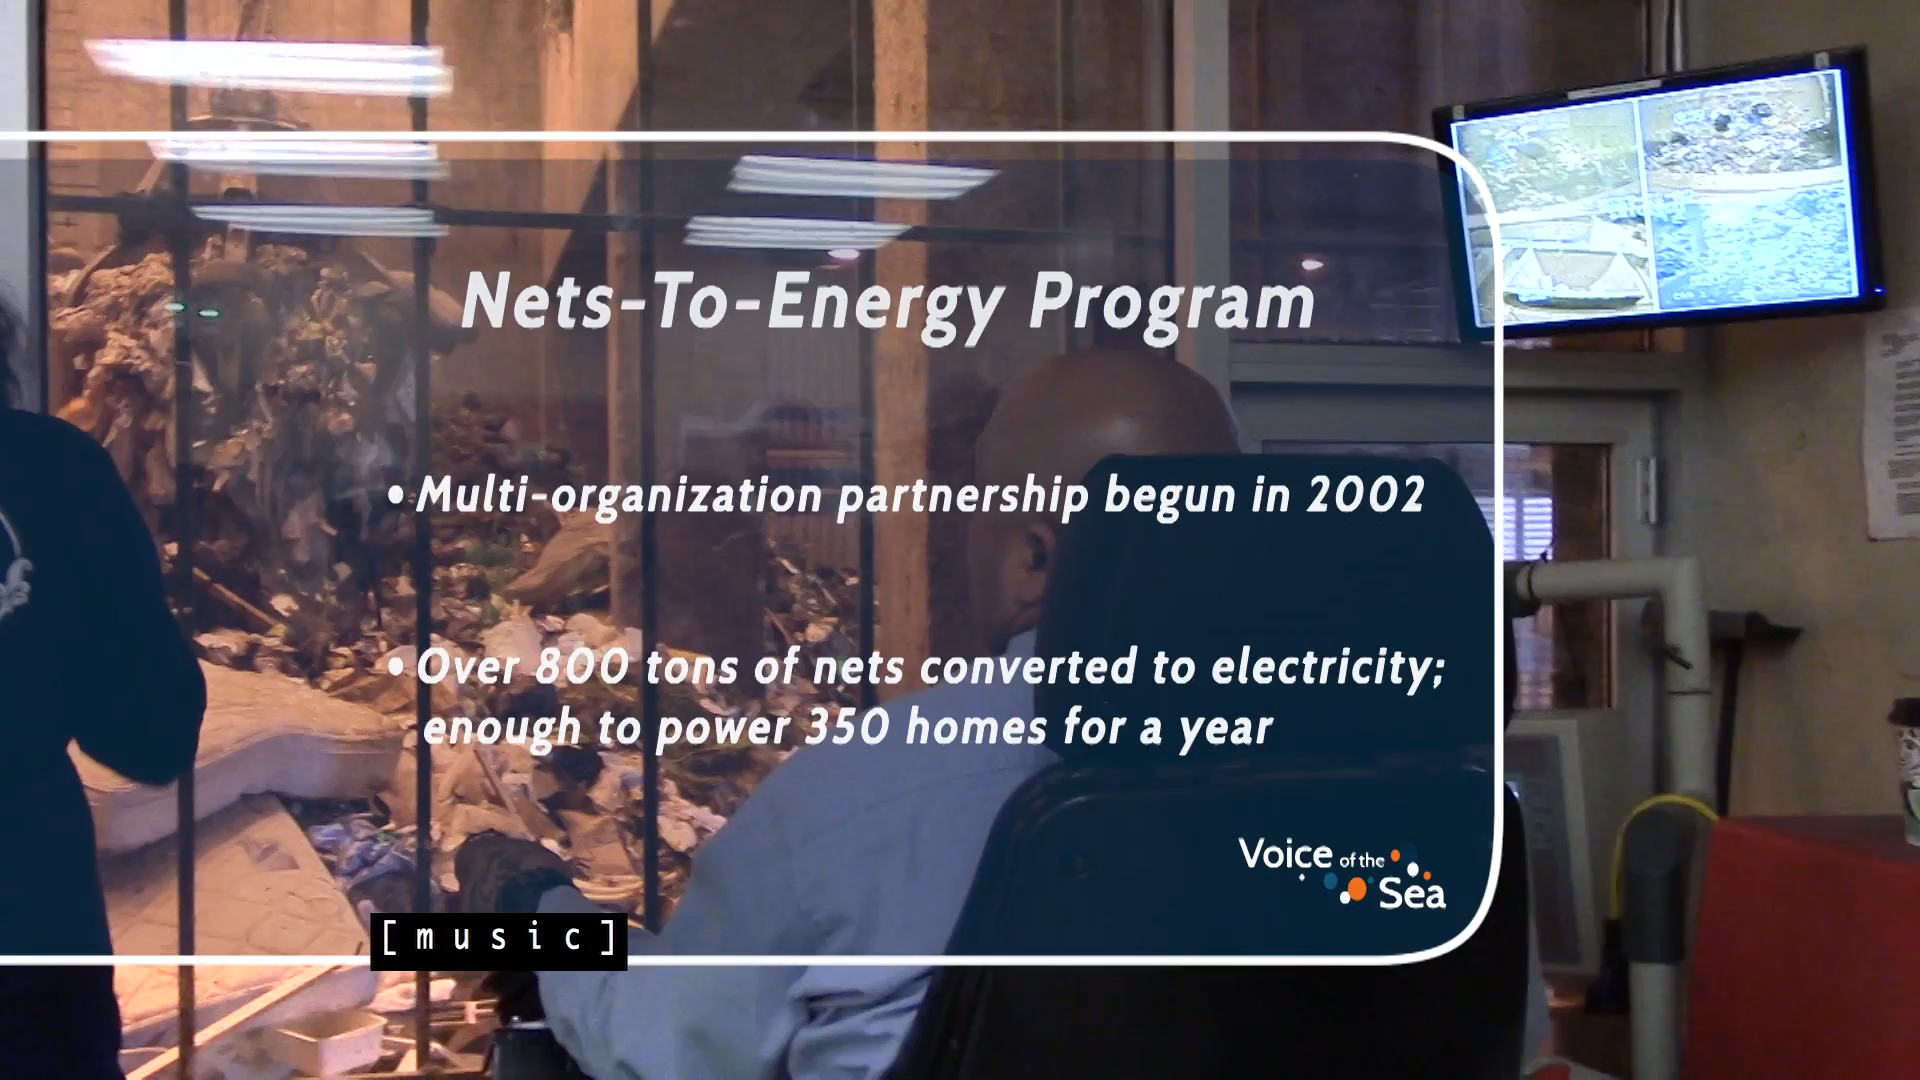 Nets-To-Energy Program
•Multi-organization partnership begun in 2002
•Over 800 tons of nets converted to electricity;
enough to power 350 homes for a year
Voice of the
Sea
[music]